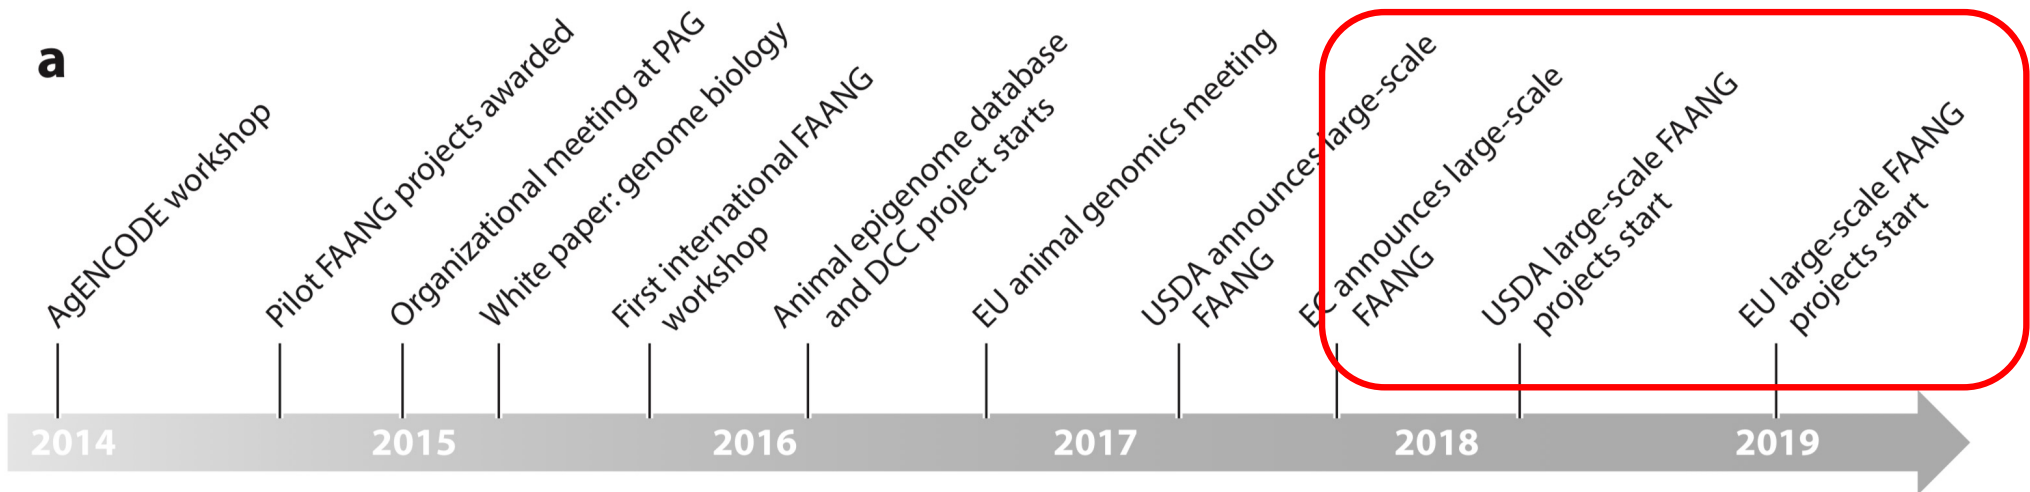 a
AgENCODE workshop
Pilot FAANG projects awarded
Organizational meeting at PAG
White paper: genome biology
First international FAANG
workshop
Animal epigenome database
and DCC project starts
EU animal genomics meeting
USDA announces large-scale
FAANG
EC announces large-scale
FAANG
USDA large-scale FAANG
projects start
EU large-scale FAANG
projects start
2014
2015
2016
2017
2018
2019